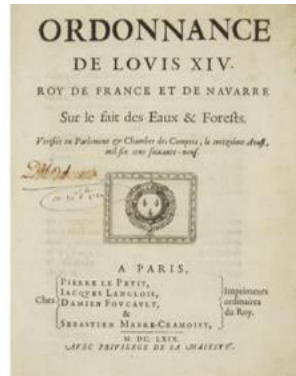 ORDONNANCE
DE LOVIS XIV.
ROY DE FRANCE ET DE NAVARRE
Sur le fait des Eaux & Forests.
Verifiée en Parlement & Chambre des Comptes, le treiziéme Aoust,
mil six cens soixante-neuf.
A PARIS,
Chez
PIERRE LE PETIT,
IACQVES LANGLOIS,
DAMIEN FOVCAVLT,
&
SEBASTIEN MABRE-CRAMOISY,
Imprimeurs
ordinaires
du Roy.
M. DC. LXIX.
AVEC PRIVILEGE DE SA MAIESTE'.